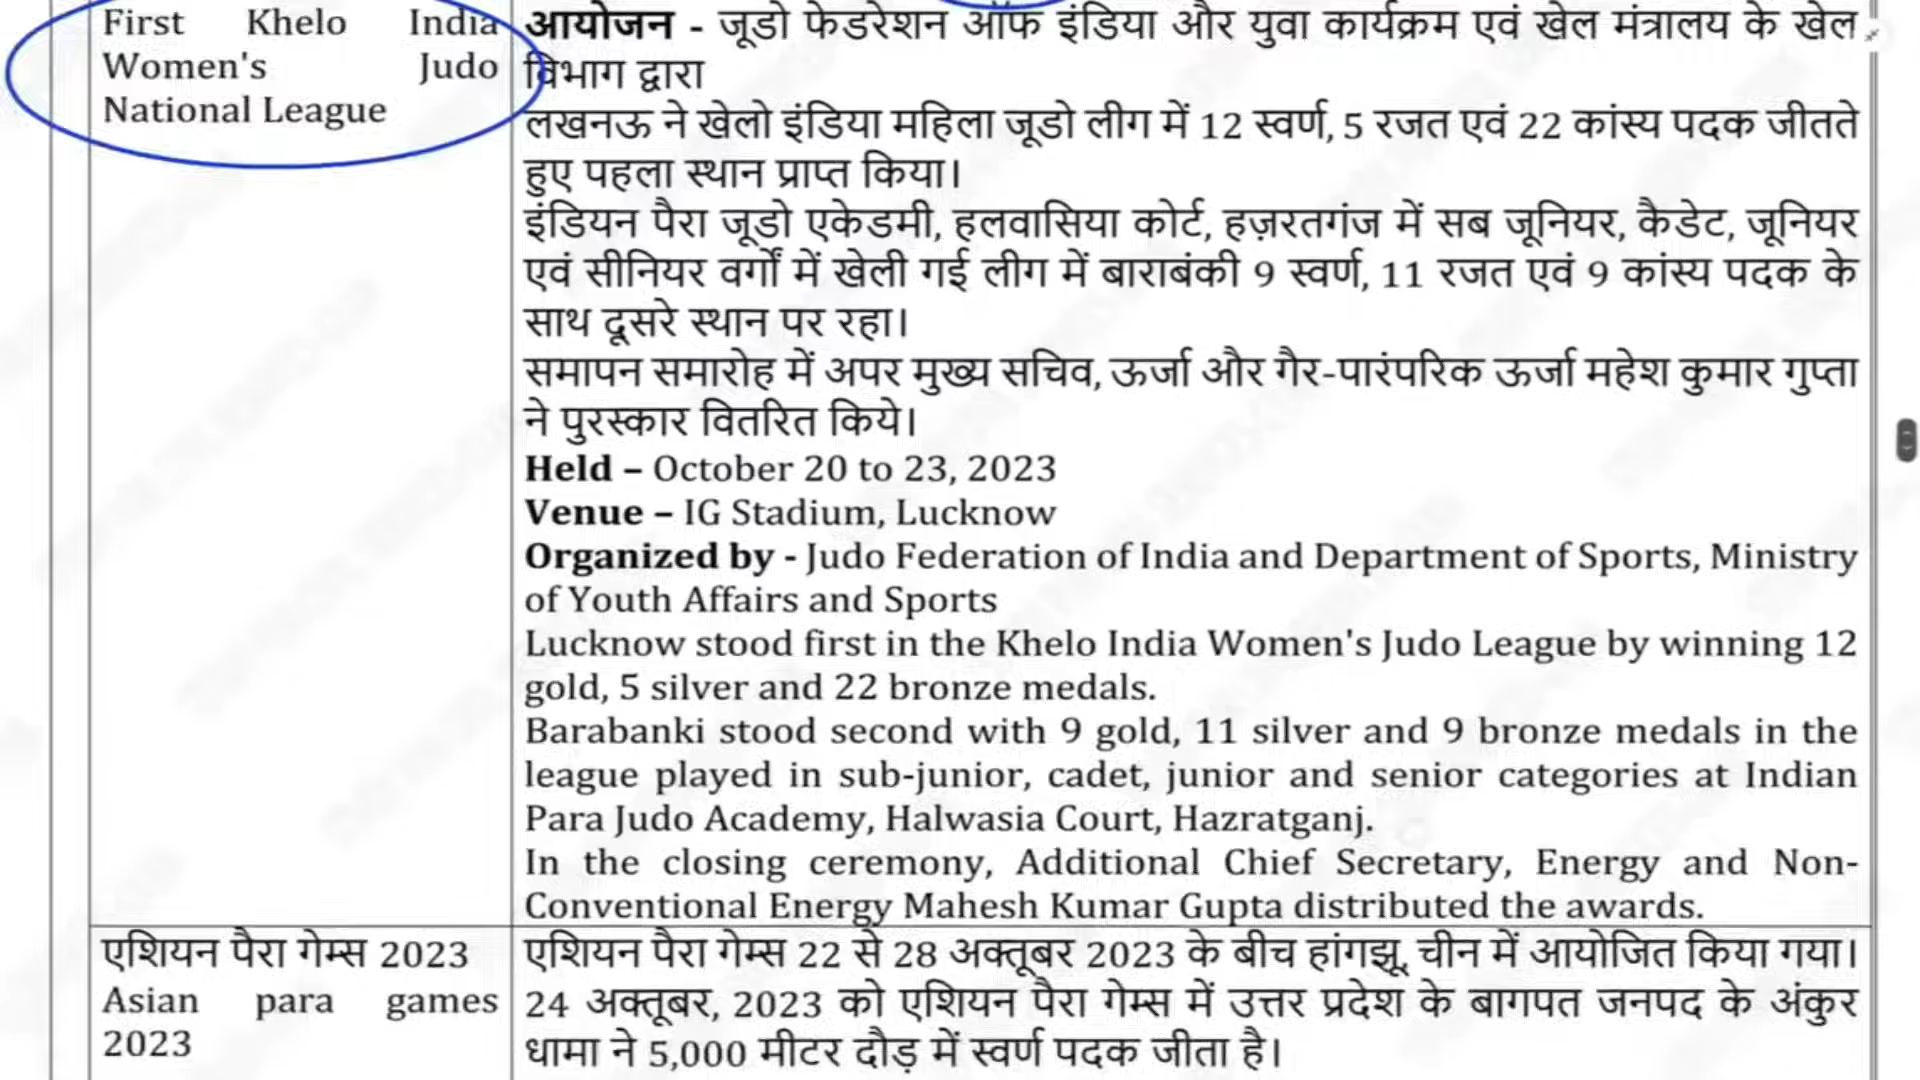 First Khelo India
Women's Judo
National League
आयोजन - जूडो फेडरेशन ऑफ इंडिया और युवा कार्यक्रम एवं खेल मंत्रालय के खेल
विभाग द्वारा
लखनऊ ने खेलो इंडिया महिला जूडो लीग में 12 स्वर्ण, 5 रजत एवं 22 कांस्य पदक जीतते
हुए पहला स्थान प्राप्त किया।
इंडियन पैरा जूडो एकेडमी, हलवासिया कोर्ट, हज़रतगंज में सब जूनियर, कैडेट, जूनियर
एवं सीनियर वर्गों में खेली गई लीग में बाराबंकी 9 स्वर्ण, 11 रजत एवं 9 कांस्य पदक के
साथ दूसरे स्थान पर रहा।
समापन समारोह में अपर मुख्य सचिव, ऊर्जा और गैर-पारंपरिक ऊर्जा महेश कुमार गुप्ता
ने पुरस्कार वितरित किये।
Held – October 20 to 23, 2023
Venue – IG Stadium, Lucknow
Organized by - Judo Federation of India and Department of Sports, Ministry
of Youth Affairs and Sports
Lucknow stood first in the Khelo India Women's Judo League by winning 12
gold, 5 silver and 22 bronze medals.
Barabanki stood second with 9 gold, 11 silver and 9 bronze medals in the
league played in sub-junior, cadet, junior and senior categories at Indian
Para Judo Academy, Halwasia Court, Hazratganj.
In the closing ceremony, Additional Chief Secretary, Energy and Non-
Conventional Energy Mahesh Kumar Gupta distributed the awards.
एशियन पैरा गेम्स 2023
Asian para games
2023
एशियन पैरा गेम्स 22 से 28 अक्तूबर 2023 के बीच हांगझू, चीन में आयोजित किया गया।
24 अक्तूबर, 2023 को एशियन पैरा गेम्स में उत्तर प्रदेश के बागपत जनपद के अंकुर
धामा ने 5,000 मीटर दौड़ में स्वर्ण पदक जीता है।